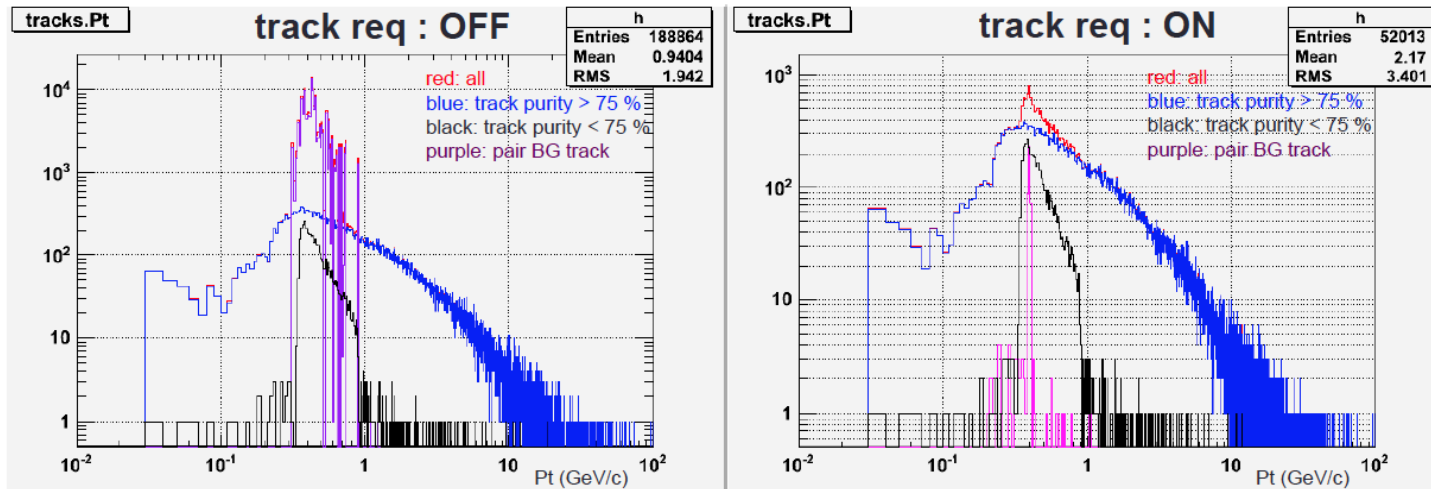 tracks.Pt
track req : OFF
h
Entries 188864
Mean 0.9404
RMS 1.942
red: all
blue: track purity > 75 %
black: track purity < 75 %
purple: pair BG track
10^4
10^3
10^2
10
1
10^-2
10^-1
1
10
10^2
Pt (GeV/c)
tracks.Pt
track req : ON
h
Entries 52013
Mean 2.17
RMS 3.401
red: all
blue: track purity > 75 %
black: track purity < 75 %
purple: pair BG track
10^3
10^2
10
1
10^-2
10^-1
1
10
10^2
Pt (GeV/c)